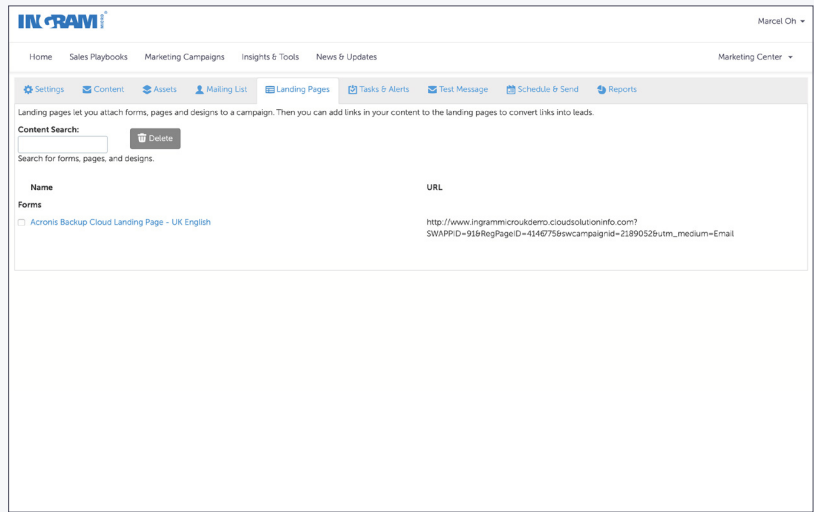 INGRAM MICRO
Marcel Oh
Home Sales Playbooks Marketing Campaigns Insights & Tools News & Updates Marketing Center
Settings Content Assets Mailing List Landing Pages Tasks & Alerts Test Message Schedule & Send Reports
Landing pages let you attach forms, pages and designs to a campaign. Then you can add links in your content to the landing pages to convert links into leads.
Content Search:
Delete
Search for forms, pages, and designs.
Name URL
Forms
Acronis Backup Cloud Landing Page - UK English http://www.ingrammicroukderro.cloudsolutioninfo.com?
SWAPPID=91&RegPageID=4146775&swcampaignid=2189052&utm_medium=Email